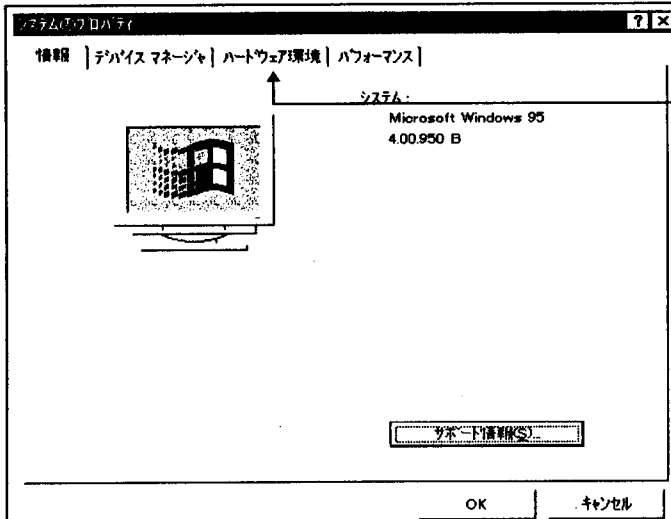 システムのプロパティ
情報 デバイス マネージャ ハードウェア環境 パフォーマンス
システム:
Microsoft Windows 95
4.00.950 B
サポート情報(S)...
OK キャンセル